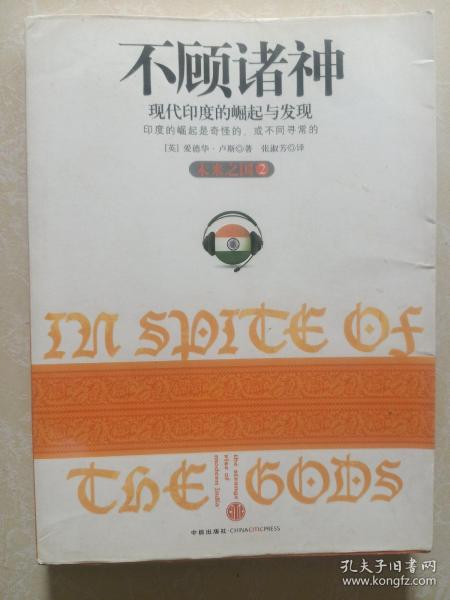 不顾诸神
现代印度的崛起与发现
印度的崛起是奇怪的，或不同寻常的
[英] 爱德华·卢斯◎著 张淑芳◎译
未来之国2
IN SPITE OF
THE GODS
the strange
rise of
modern india
中信出版社·CHINACITICPRESS
孔夫子旧书网
www.kongfz.com